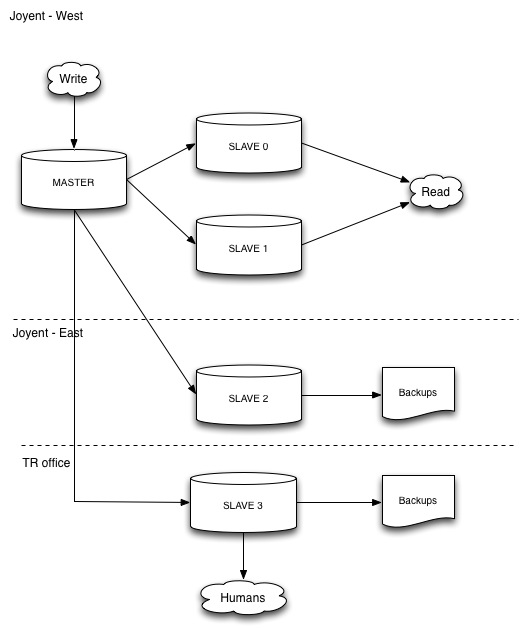 Joyent - West
Write
MASTER
SLAVE 0
SLAVE 1
Read
Joyent - East
SLAVE 2
Backups
TR office
SLAVE 3
Backups
Humans